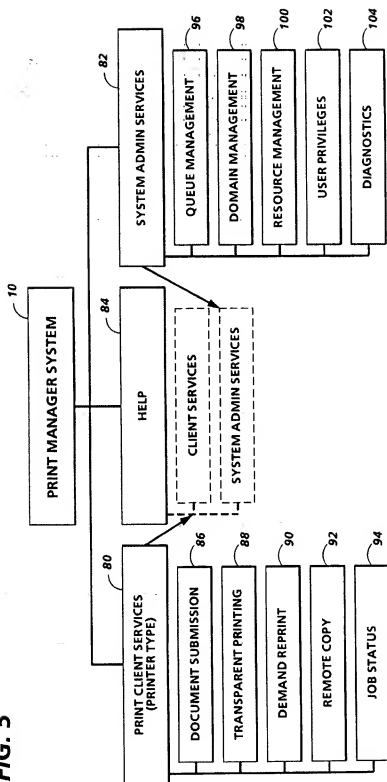 FIG. 5
10
PRINT MANAGER SYSTEM
80
PRINT CLIENT SERVICES
(PRINTER TYPE)
86
DOCUMENT SUBMISSION
88
TRANSPARENT PRINTING
90
DEMAND REPRINT
92
REMOTE COPY
94
JOB STATUS
84
HELP
CLIENT SERVICES
SYSTEM ADMIN SERVICES
82
SYSTEM ADMIN SERVICES
96
QUEUE MANAGEMENT
98
DOMAIN MANAGEMENT
100
RESOURCE MANAGEMENT
102
USER PRIVILEGES
104
DIAGNOSTICS